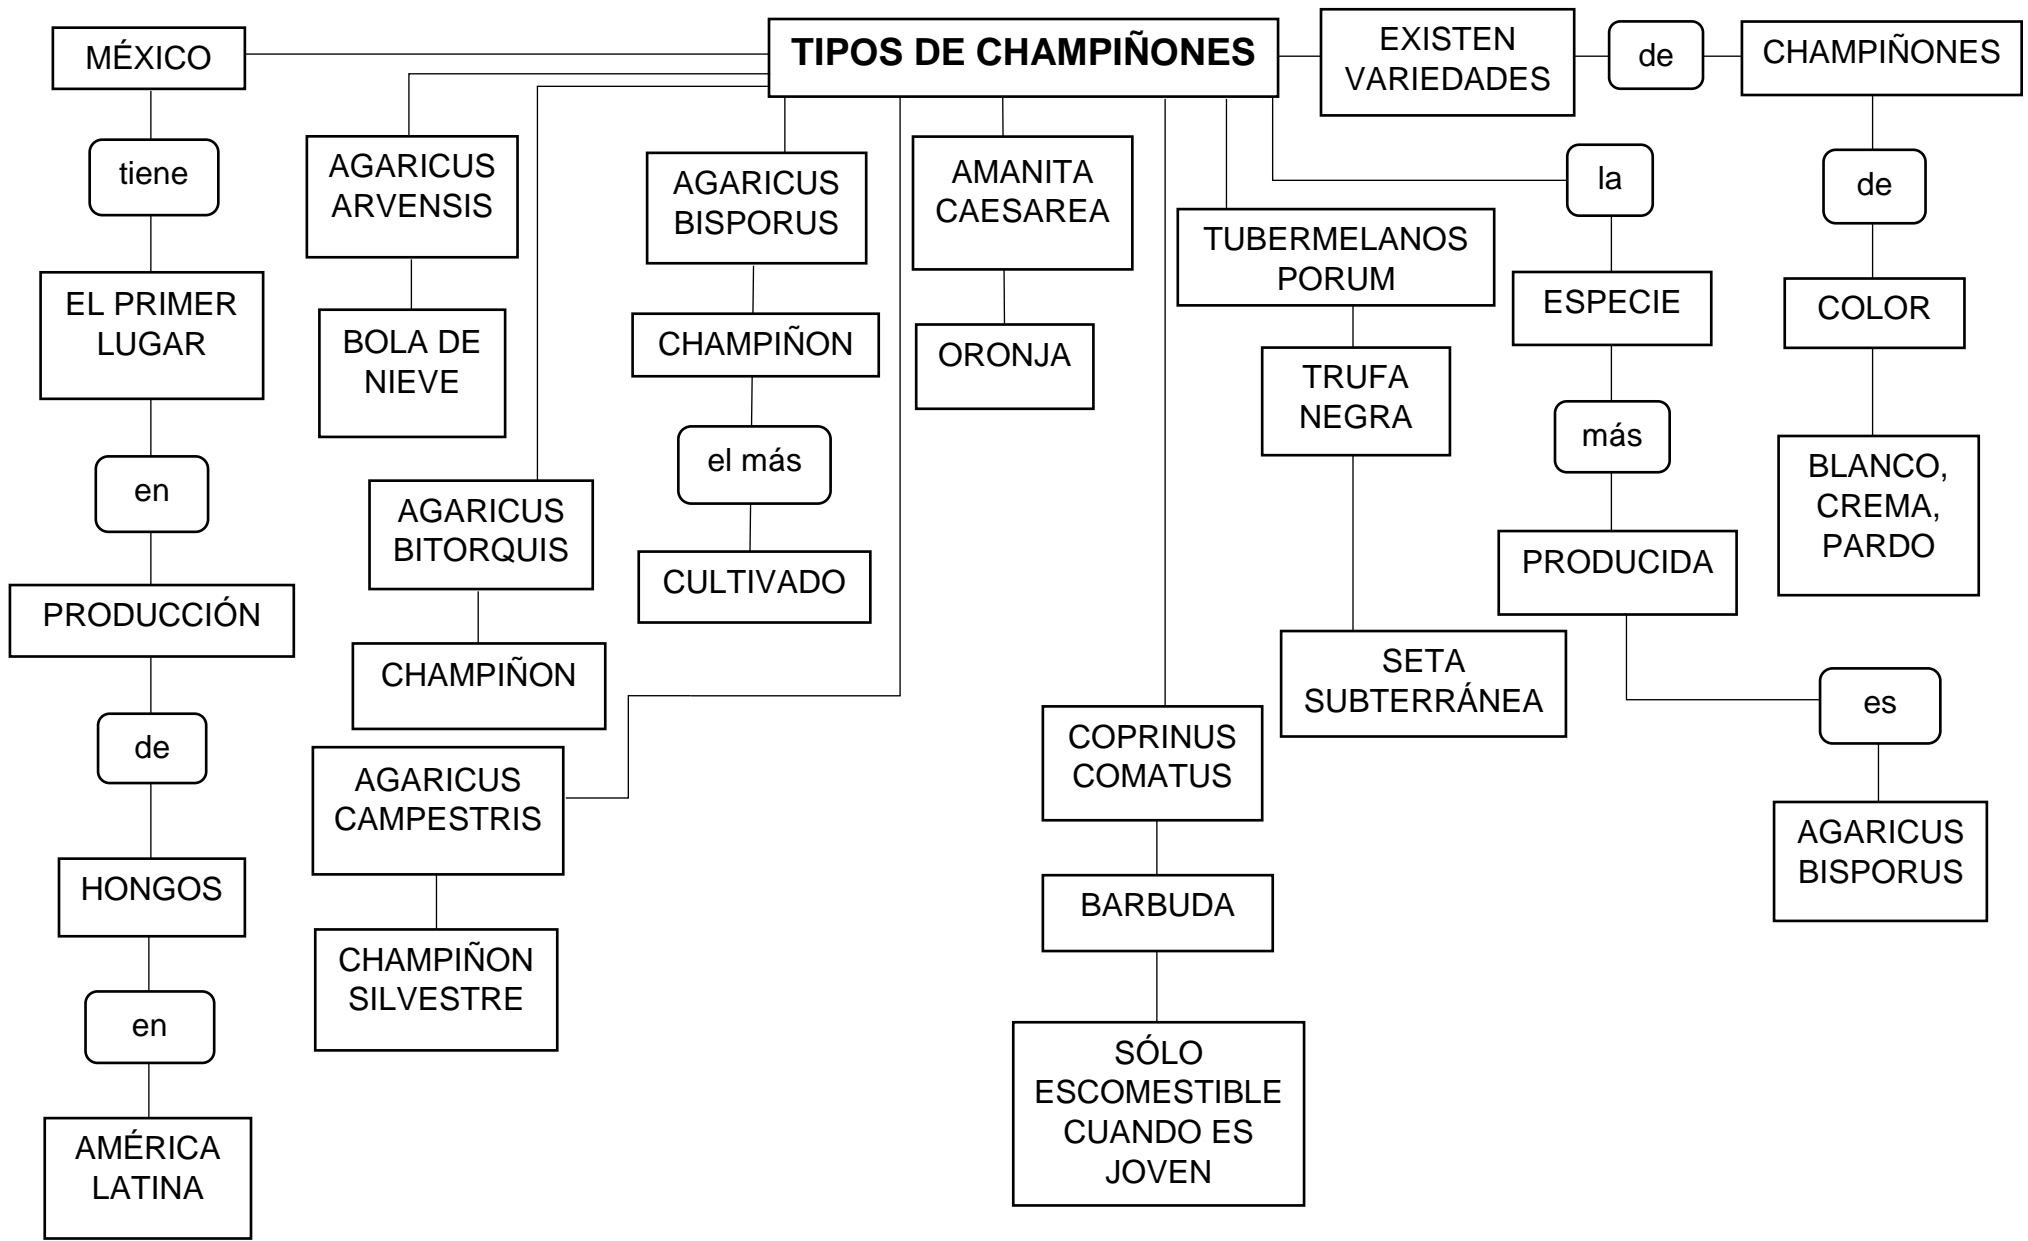 TIPOS DE CHAMPIÑONES
MÉXICO
tiene
EL PRIMER
LUGAR
en
PRODUCCIÓN
de
HONGOS
en
AMÉRICA
LATINA
AGARICUS
ARVENSIS
BOLA DE
NIEVE
AGARICUS
BITORQUIS
CHAMPIÑON
AGARICUS
CAMPESTRIS
CHAMPIÑON
SILVESTRE
AGARICUS
BISPORUS
CHAMPIÑON
el más
CULTIVADO
AMANITA
CAESAREA
ORONJA
COPRINUS
COMATUS
BARBUDA
SÓLO
ESCOMESTIBLE
CUANDO ES
JOVEN
TUBERMELANOS
PORUM
TRUFA
NEGRA
SETA
SUBTERRÁNEA
la
ESPECIE
más
PRODUCIDA
es
AGARICUS
BISPORUS
EXISTEN
VARIEDADES
de
CHAMPIÑONES
de
COLOR
BLANCO,
CREMA,
PARDO